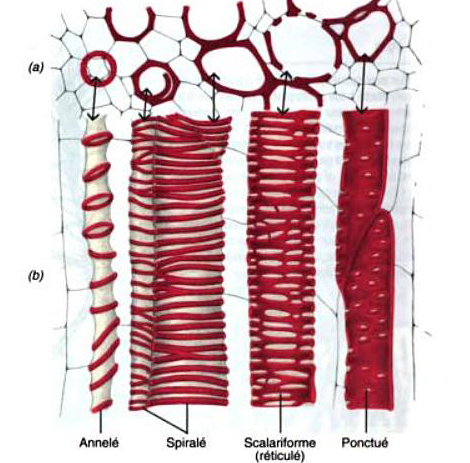 (a)
(b)
Annelé
Spiralé
Scalariforme
(réticulé)
Ponctué